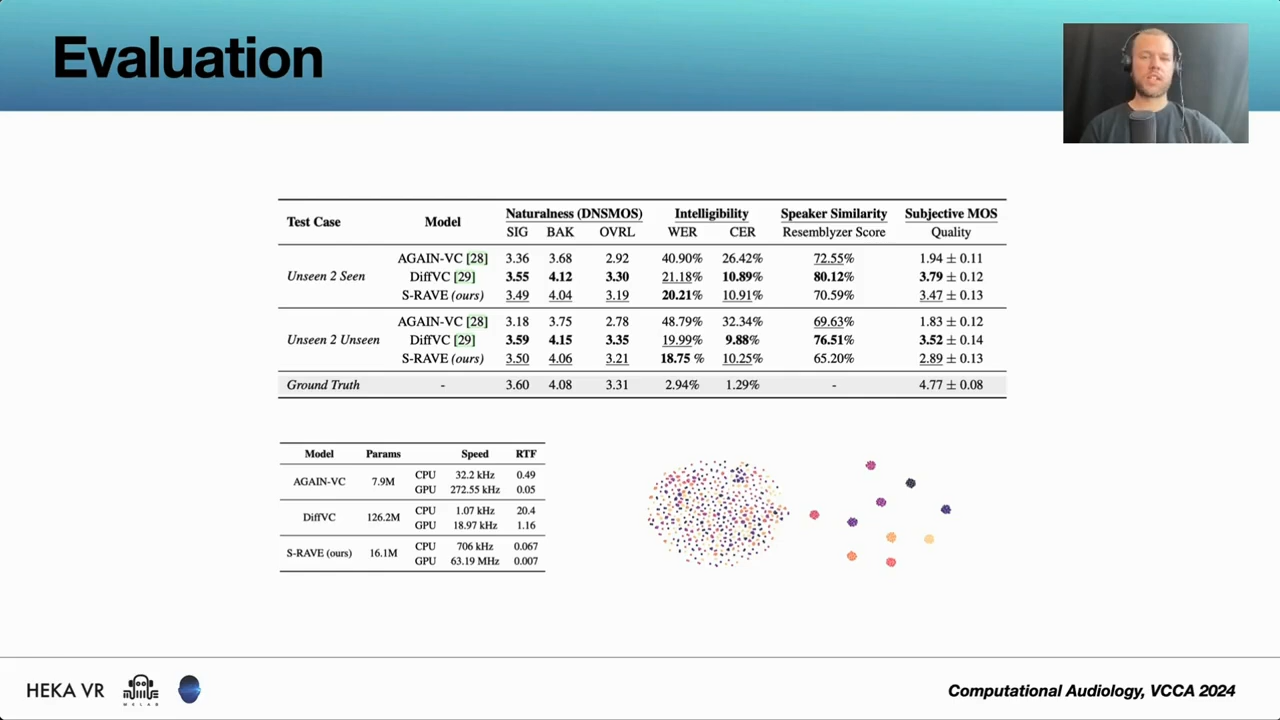 Evaluation
Test Case Model Naturalness (DNSMOS) Intelligibility Speaker Similarity Subjective MOS
SIG BAK OVRL WER CER Resemblyzer Score Quality
Unseen 2 Seen
AGAIN-VC [28] 3.36 3.68 2.92 40.90% 26.42% 72.55% 1.94 ± 0.11
DiffVC [29] 3.55 4.12 3.30 21.18% 10.89% 80.12% 3.79 ± 0.12
S-RAVE (ours) 3.49 4.04 3.19 20.21% 10.91% 70.59% 3.47 ± 0.13
Unseen 2 Unseen
AGAIN-VC [28] 3.18 3.75 2.78 48.79% 32.34% 69.63% 1.83 ± 0.12
DiffVC [29] 3.59 4.15 3.35 19.99% 9.88% 76.51% 3.52 ± 0.14
S-RAVE (ours) 3.50 4.06 3.21 18.75 % 10.25% 65.20% 2.89 ± 0.13
Ground Truth - 3.60 4.08 3.31 2.94% 1.29% - 4.77 ± 0.08
Model Params Speed RTF
AGAIN-VC 7.9M
CPU 32.2 kHz 0.49
GPU 272.55 kHz 0.05
DiffVC 126.2M
CPU 1.07 kHz 20.4
GPU 18.97 kHz 1.16
S-RAVE (ours) 16.1M
CPU 706 kHz 0.067
GPU 63.19 MHz 0.007
HEKA VR
MELAB
Computational Audiology, VCCA 2024